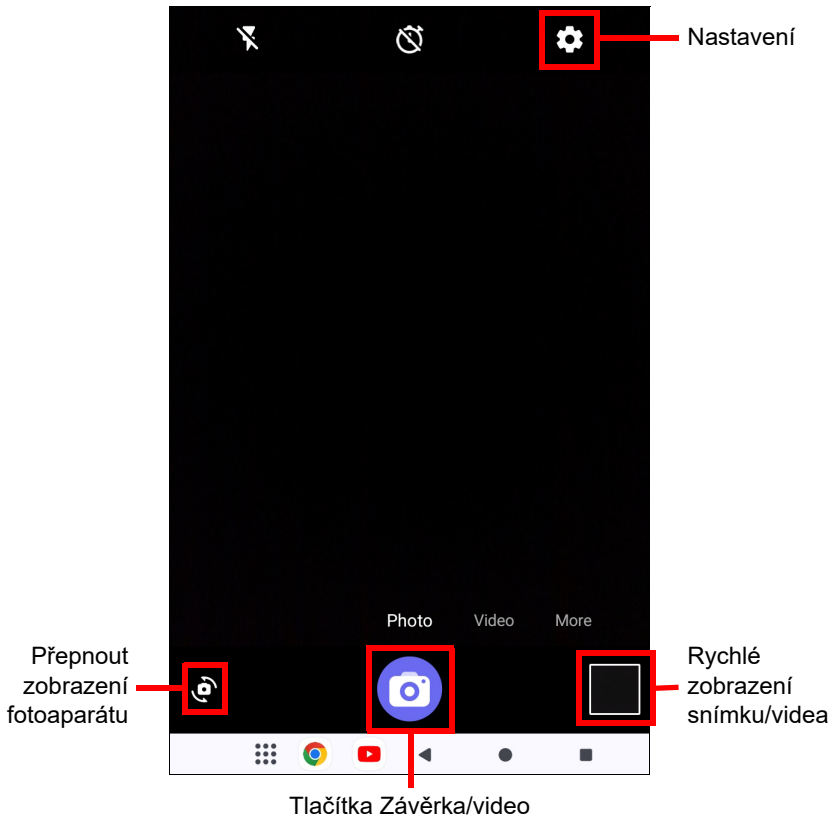 Nastavení
Photo Video More
Přepnout
zobrazení
fotoaparátu
Rychlé
zobrazení
snímku/videa
Tlačítka Závěrka/video